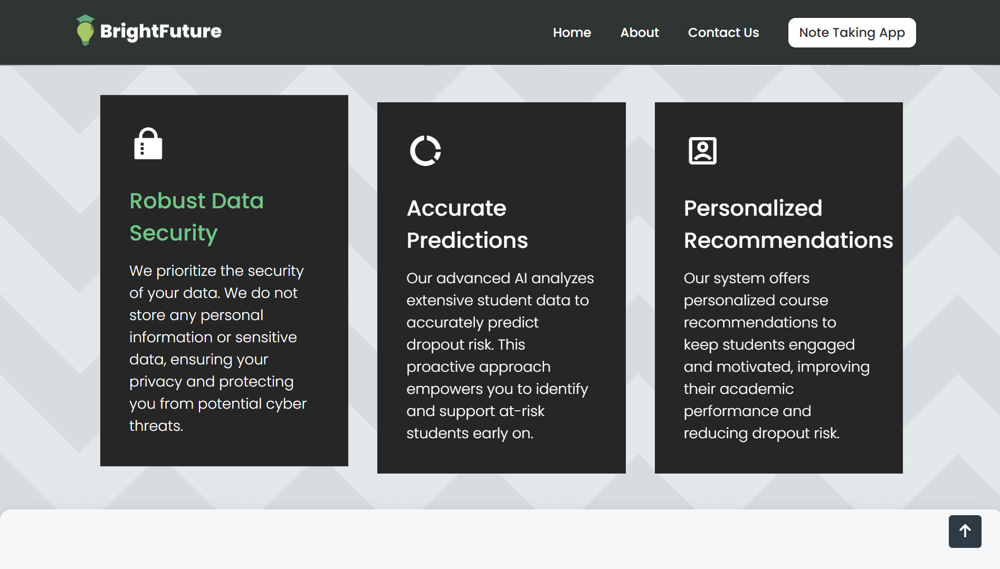 BrightFuture
Home
About
Contact Us
Note Taking App
Robust Data
Security
We prioritize the security
of your data. We do not
store any personal
information or sensitive
data, ensuring your
privacy and protecting
you from potential cyber
threats.
Accurate
Predictions
Our advanced AI analyzes
extensive student data to
accurately predict
dropout risk. This
proactive approach
empowers you to identify
and support at-risk
students early on.
Personalized
Recommendations
Our system offers
personalized course
recommendations to
keep students engaged
and motivated, improving
their academic
performance and
reducing dropout risk.